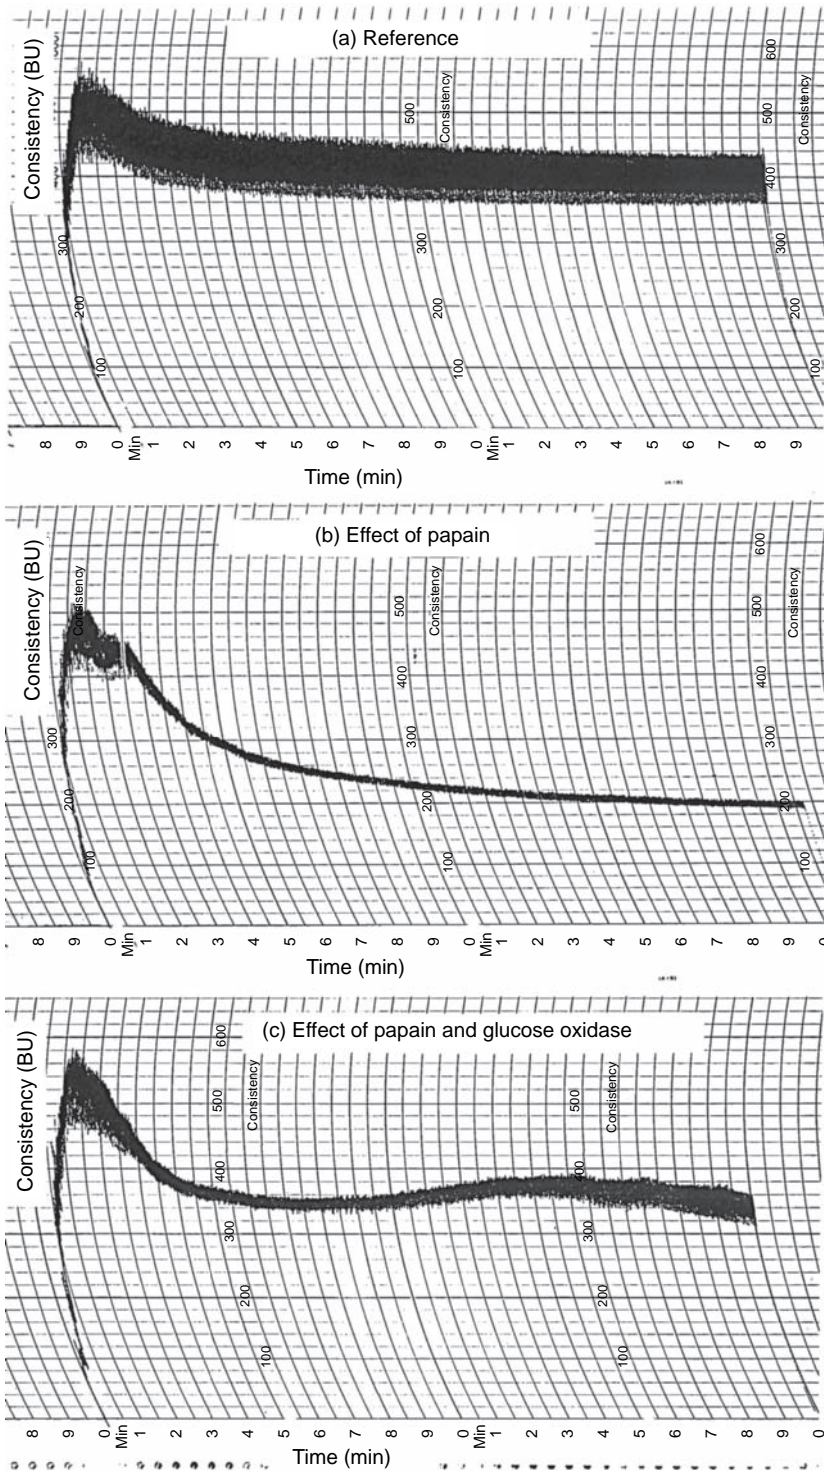 (a) Reference
Consistency (BU)
600
500
Consistency
500
Consistency
400
300
300
300
200
200
200
100
100
100
8 9 0 Min 1 2 3 4 5 6 7 8 9 0 Min 1 2 3 4 5 6 7 8 9
Time (min)
(b) Effect of papain
Consistency (BU)
Consistency
600
500
Consistency
500
Consistency
400
400
300
300
300
200
200
200
100
100
100
8 9 0 Min 1 2 3 4 5 6 7 8 9 0 Min 1 2 3 4 5 6 7 8 9 0
Time (min)
(c) Effect of papain and glucose oxidase
Consistency (BU)
600
500
Consistency
500
Consistency
400
400
300
300
200
200
100
100
8 9 0 Min 1 2 3 4 5 6 7 8 9 0 Min 1 2 3 4 5 6 7 8 9 0
Time (min)